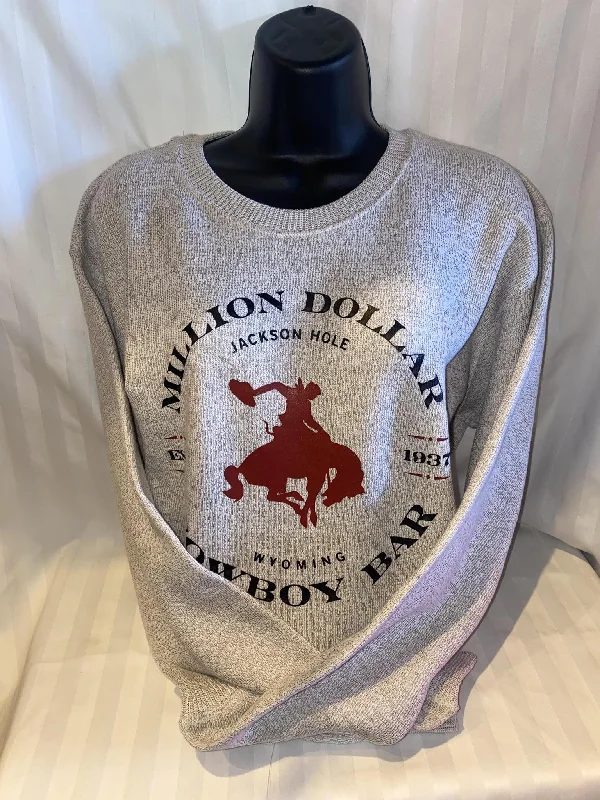 MILLION DOLLAR
JACKSON HOLE
1937
WYOMING
OWBOY BAR